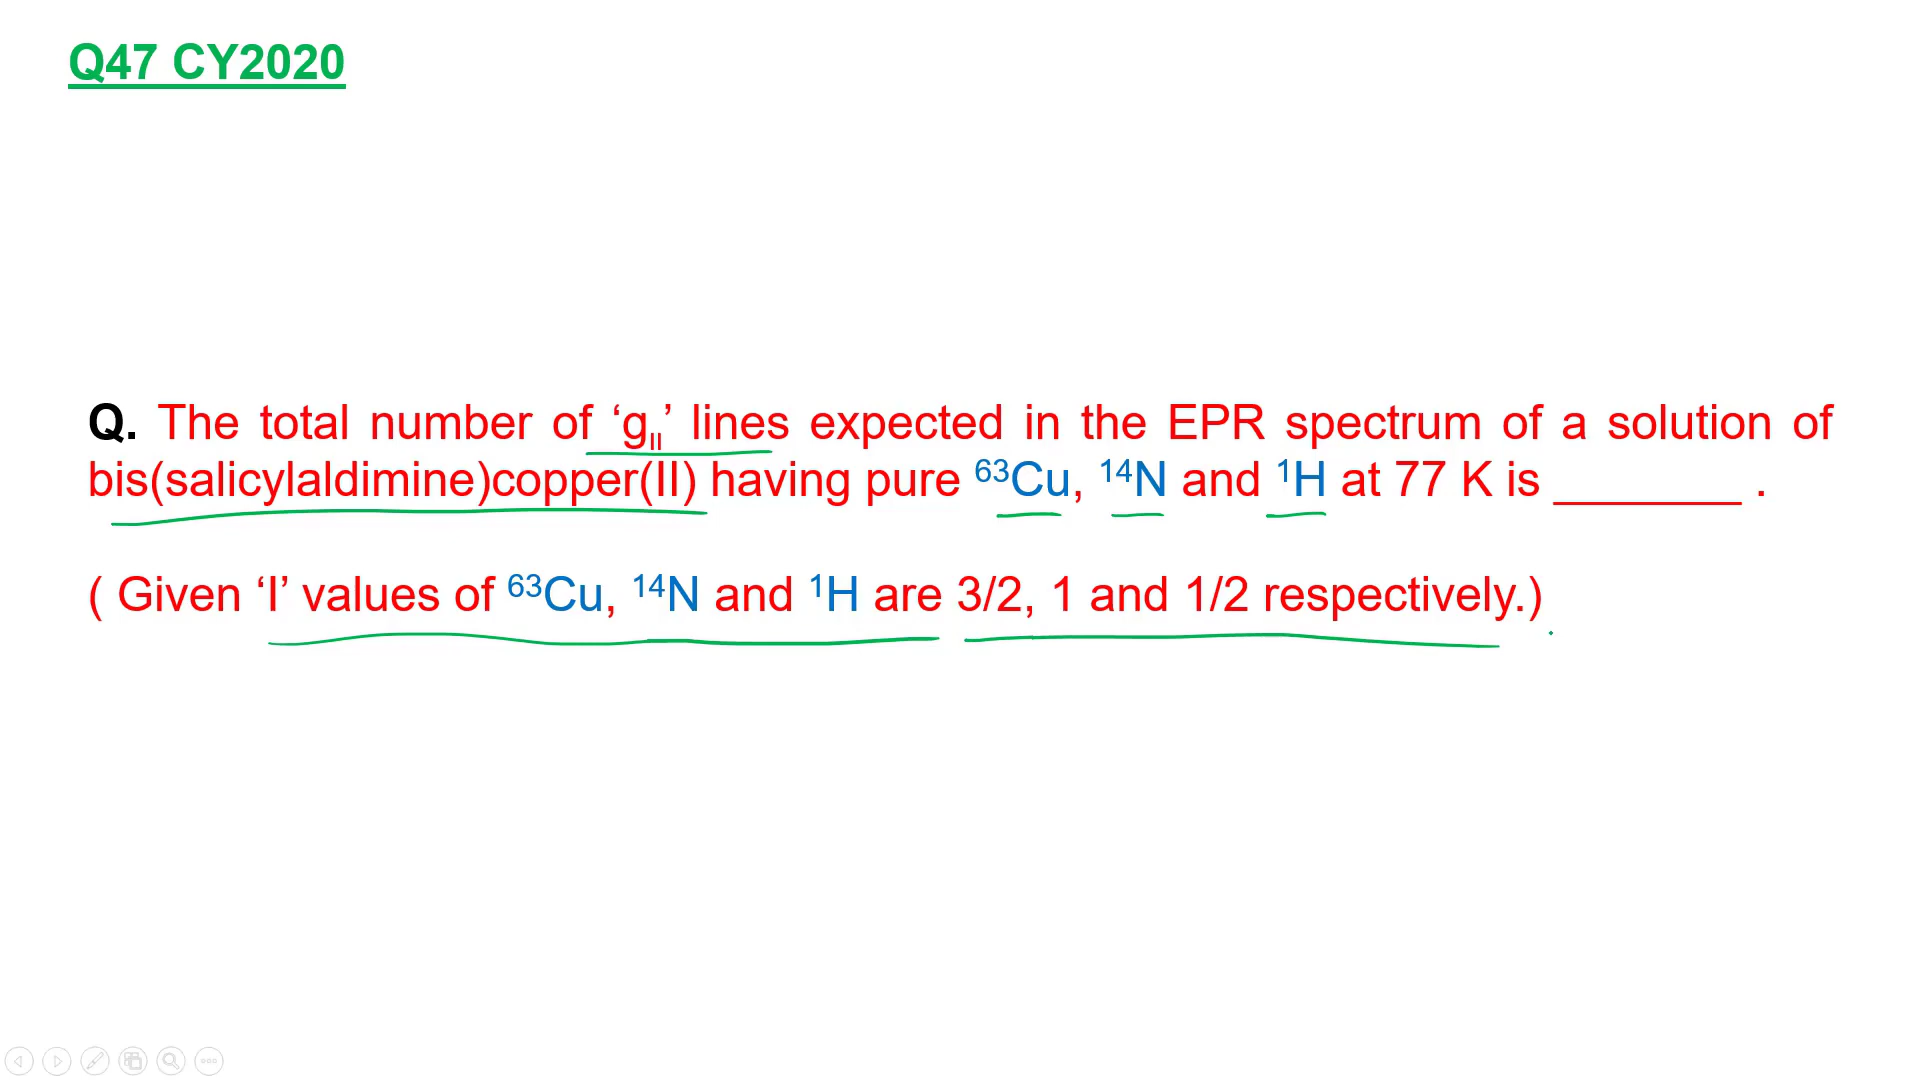 Q47 CY2020
Q. The total number of ‘g||’ lines expected in the EPR spectrum of a solution of
bis(salicylaldimine)copper(II) having pure ⁶³Cu, ¹⁴N and ¹H at 77 K is _______ .
( Given ‘I’ values of ⁶³Cu, ¹⁴N and ¹H are 3/2, 1 and 1/2 respectively.)